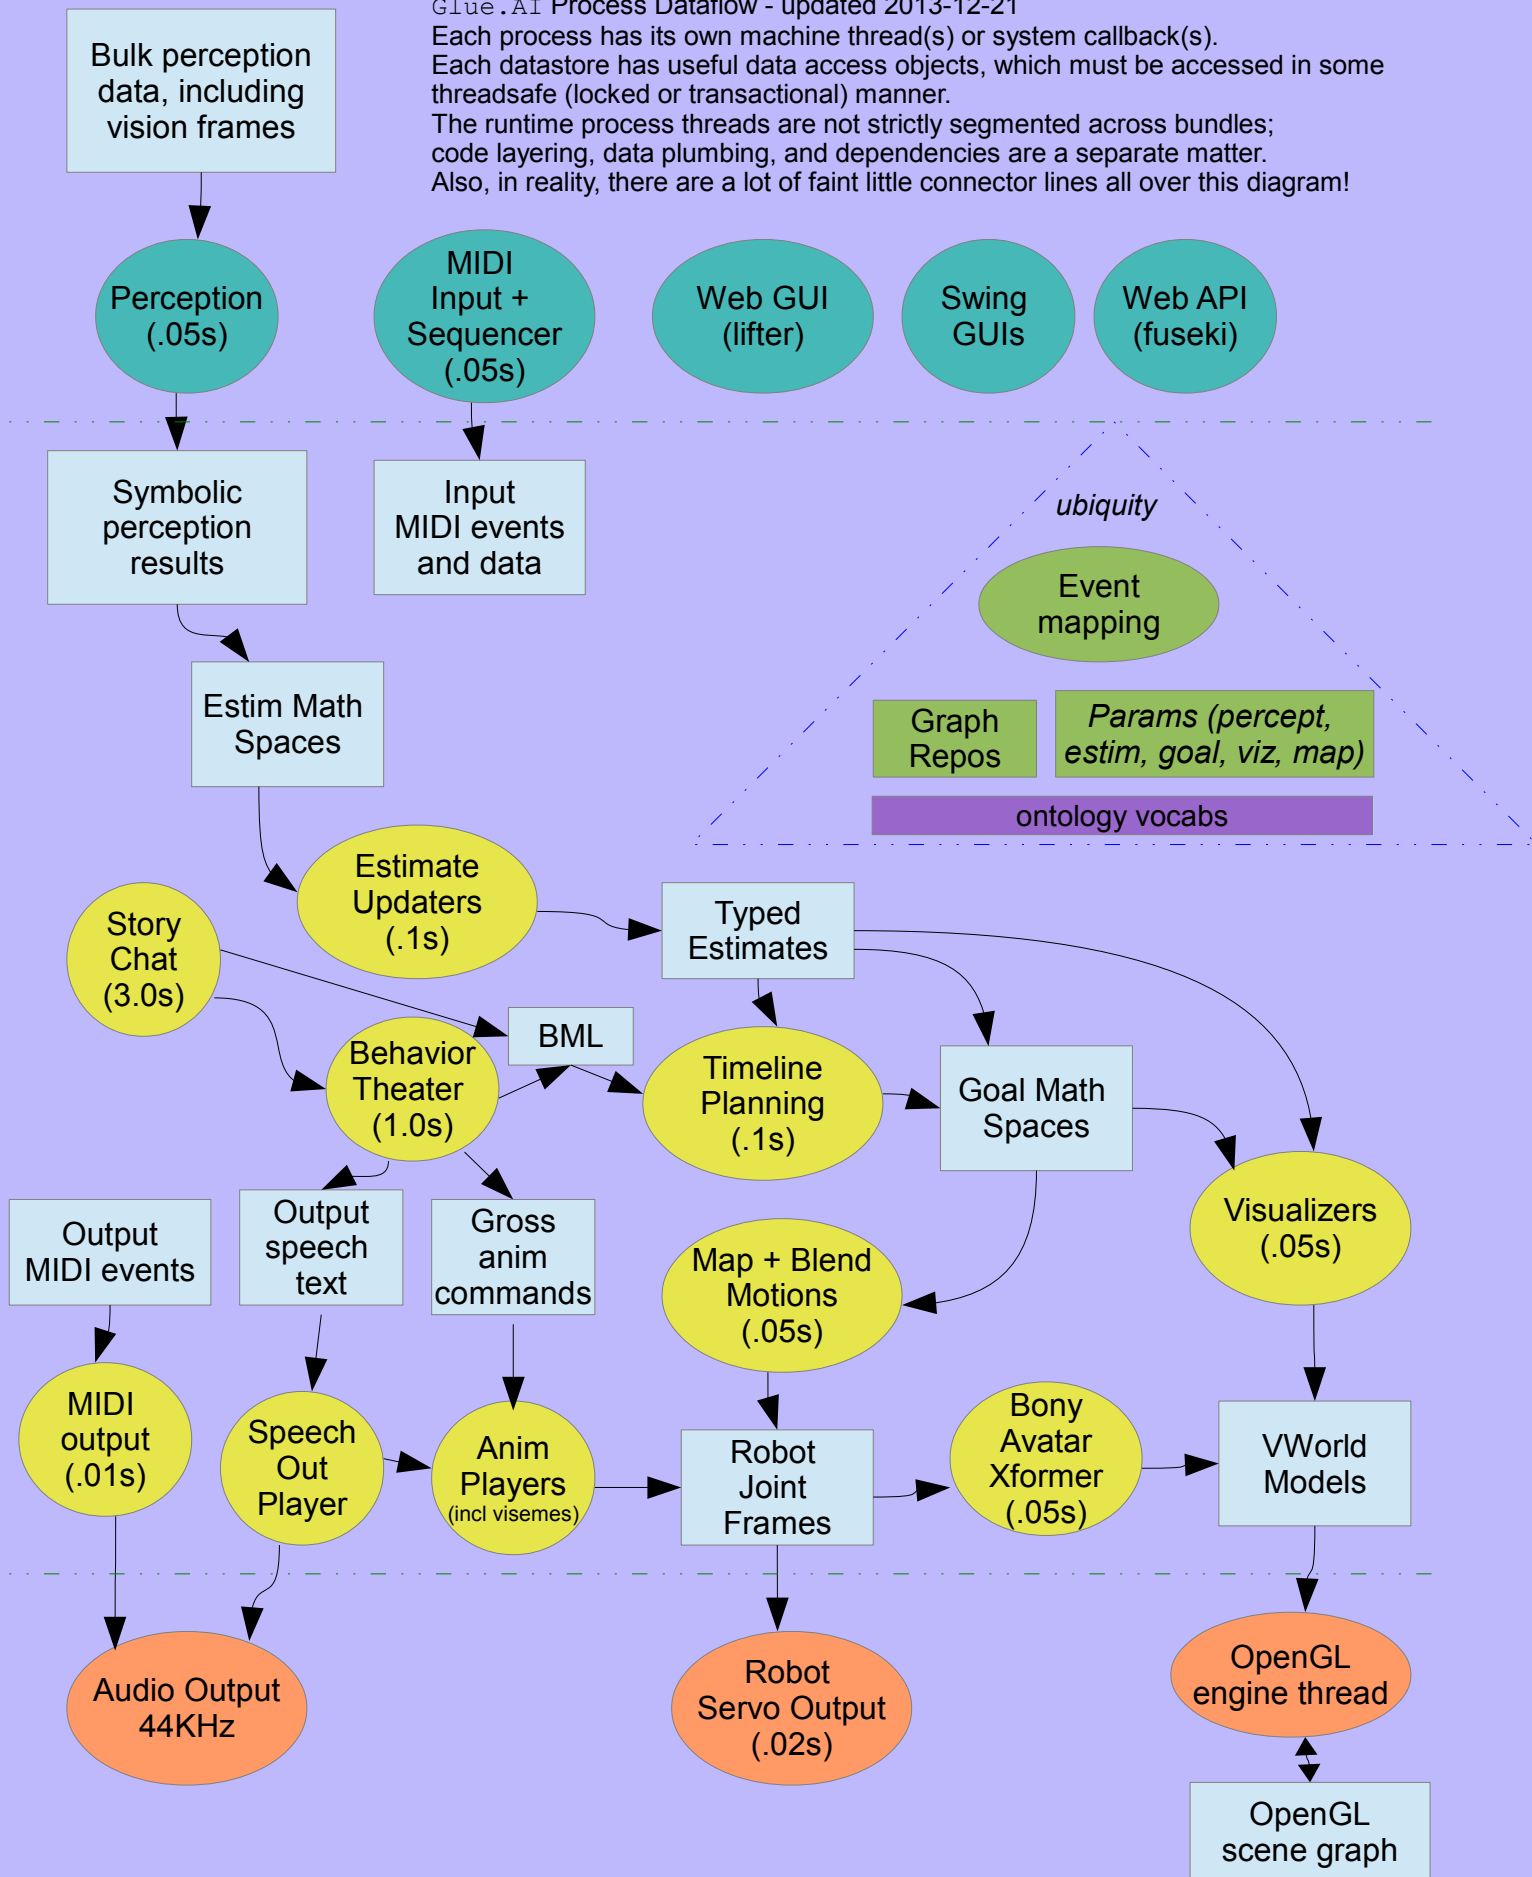 Glue.AI Process Dataflow - updated 2013-12-21
Each process has its own machine thread(s) or system callback(s).
Each datastore has useful data access objects, which must be accessed in some
threadsafe (locked or transactional) manner.
The runtime process threads are not strictly segmented across bundles;
code layering, data plumbing, and dependencies are a separate matter.
Also, in reality, there are a lot of faint little connector lines all over this diagram!
Bulk perception
data, including
vision frames
Perception
(.05s)
MIDI
Input +
Sequencer
(.05s)
Web GUI
(lifter)
Swing
GUIs
Web API
(fuseki)
Symbolic
perception
results
Input
MIDI events
and data
ubiquity
Event
mapping
Graph
Repos
Params (percept,
estim, goal, viz, map)
ontology vocabs
Estim Math
Spaces
Estimate
Updaters
(.1s)
Story
Chat
(3.0s)
Typed
Estimates
Behavior
Theater
(1.0s)
BML
Timeline
Planning
(.1s)
Goal Math
Spaces
Visualizers
(.05s)
Output
MIDI events
Output
speech
text
Gross
anim
commands
Map + Blend
Motions
(.05s)
MIDI
output
(.01s)
Speech
Out
Player
Anim
Players
(incl visemes)
Robot
Joint
Frames
Bony
Avatar
Xformer
(.05s)
VWorld
Models
Audio Output
44KHz
Robot
Servo Output
(.02s)
OpenGL
engine thread
OpenGL
scene graph